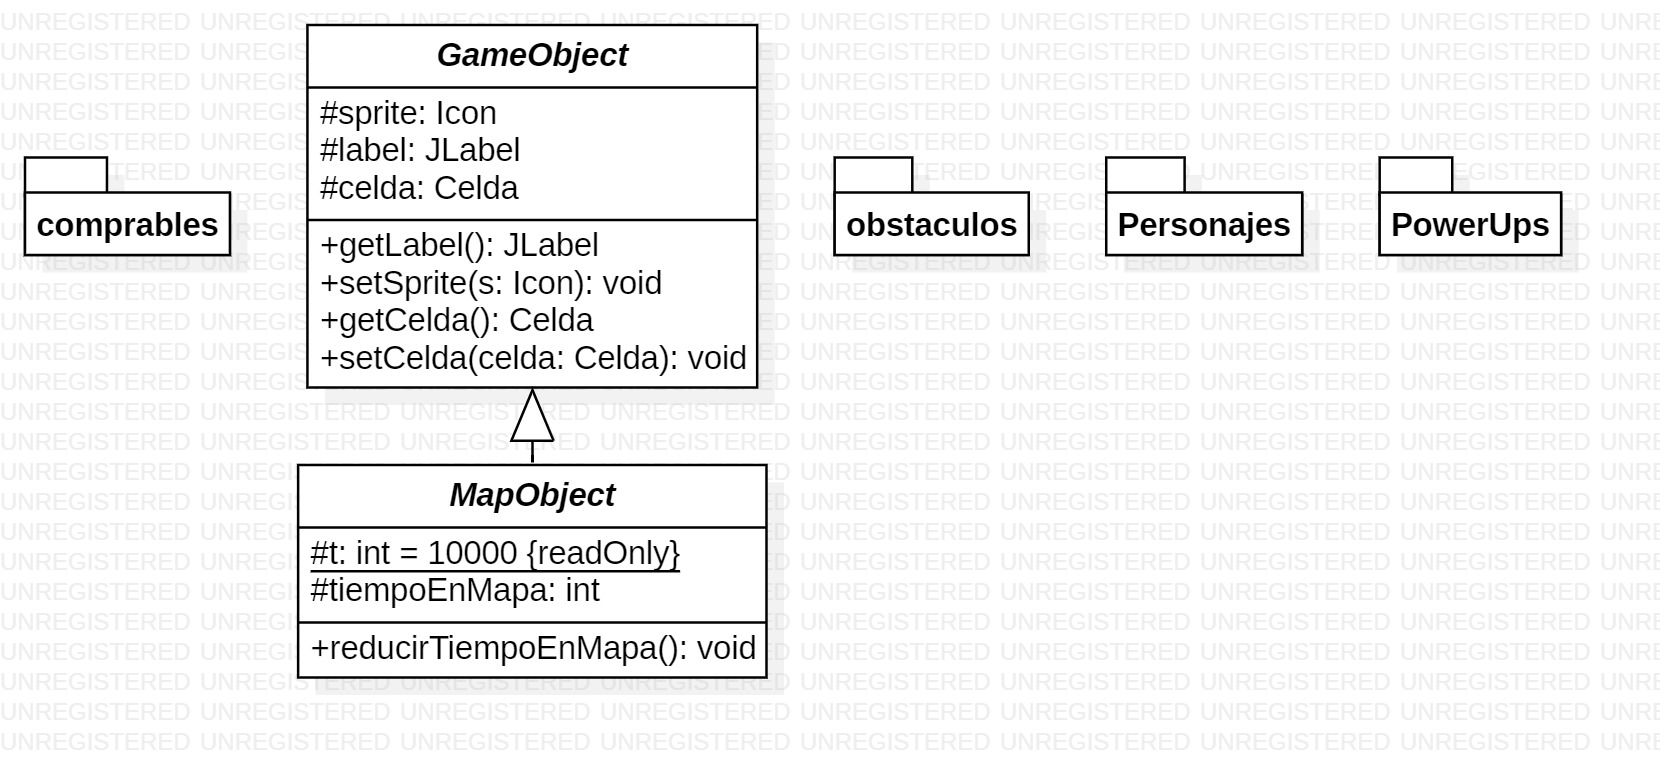 GameObject
#sprite: Icon
#label: JLabel
#celda: Celda
+getLabel(): JLabel
+setSprite(s: Icon): void
+getCelda(): Celda
+setCelda(celda: Celda): void
comprables
obstaculos
Personajes
PowerUps
MapObject
#t: int = 10000 {readOnly}
#tiempoEnMapa: int
+reducirTiempoEnMapa(): void
UNREGISTERED